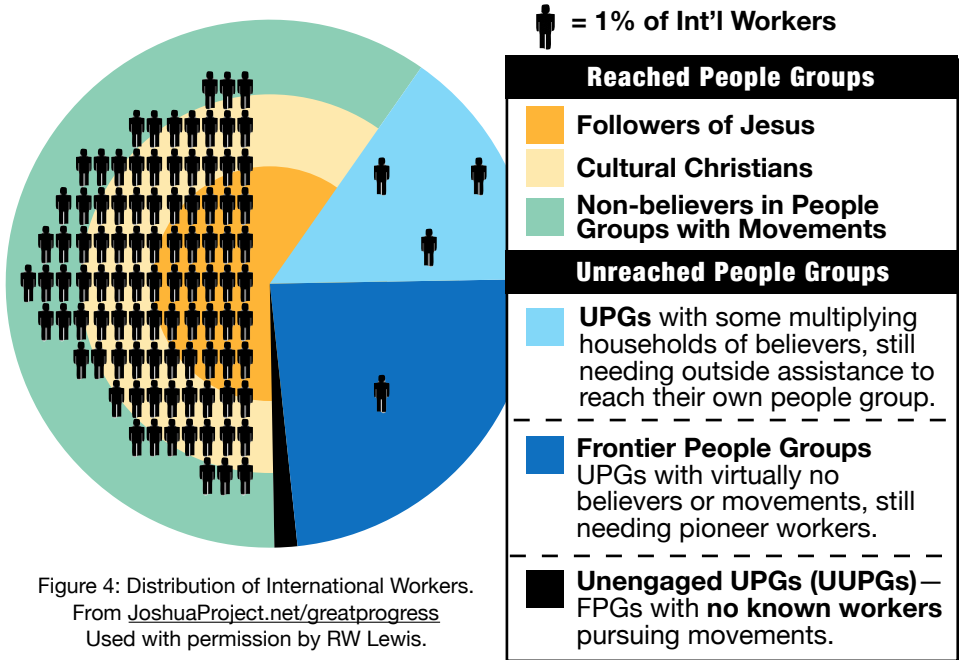 = 1% of Int'l Workers
Reached People Groups
Followers of Jesus
Cultural Christians
Non-believers in People
Groups with Movements
Unreached People Groups
UPGs with some multiplying
households of believers, still
needing outside assistance to
reach their own people group.
Frontier People Groups
UPGs with virtually no
believers or movements, still
needing pioneer workers.
Unengaged UPGs (UUPGs)—
FPGs with no known workers
pursuing movements.
Figure 4: Distribution of International Workers.
From JoshuaProject.net/greatprogress
Used with permission by RW Lewis.